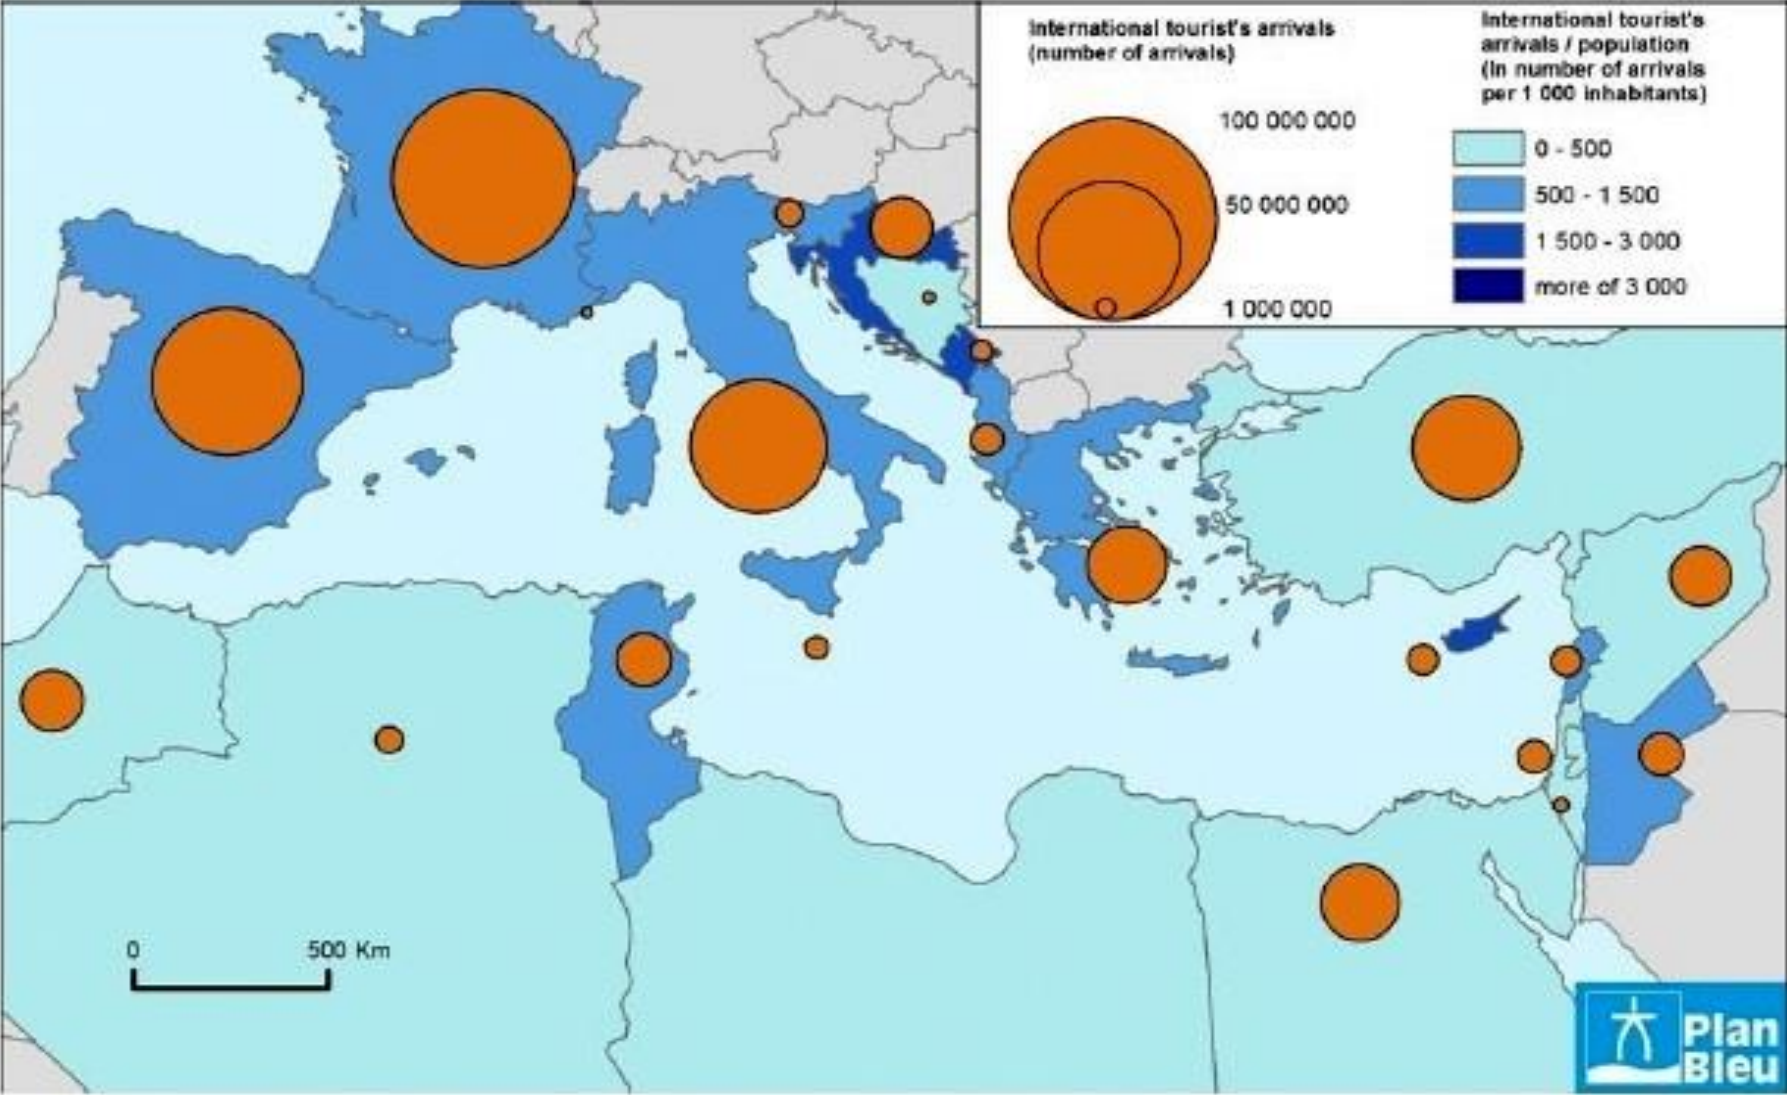 International tourist's arrivals
(number of arrivals)
100 000 000
50 000 000
1 000 000
International tourist's
arrivals / population
(In number of arrivals
per 1 000 inhabitants)
0 - 500
500 - 1 500
1 500 - 3 000
more of 3 000
0 500 Km
Plan
Bleu